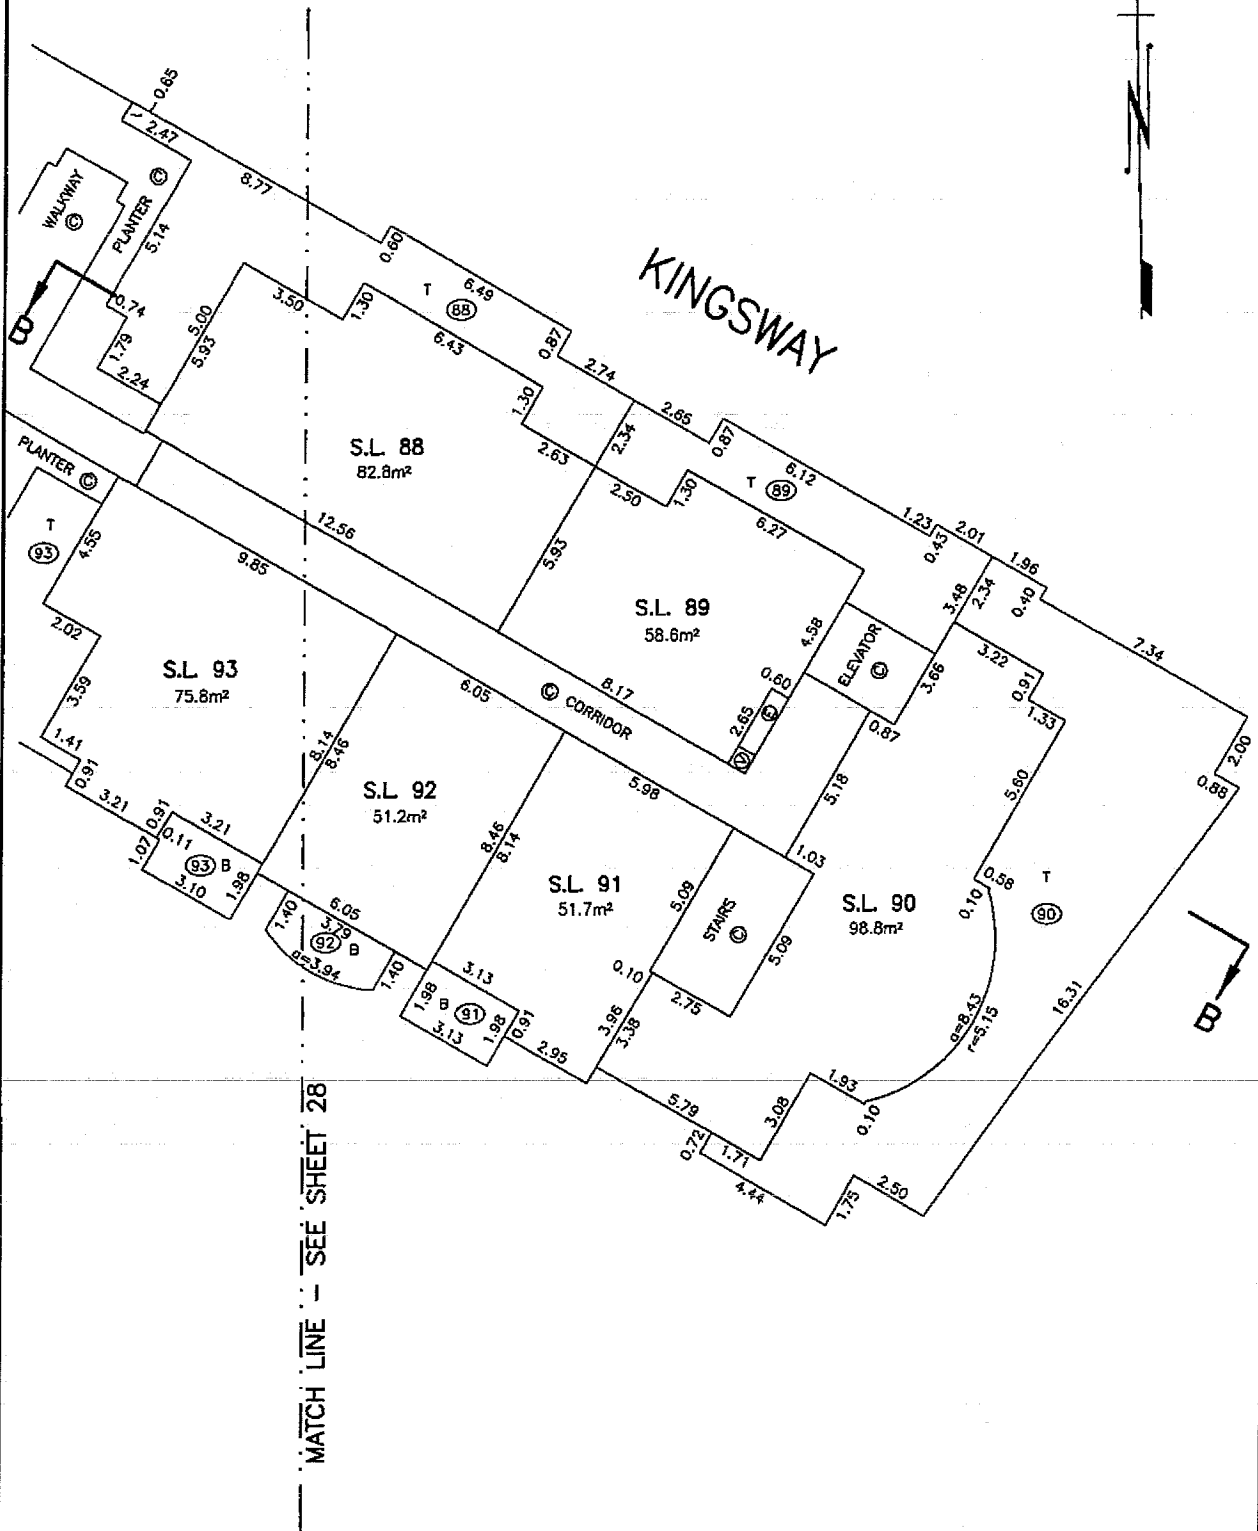 N
0.65
2.47
8.77
WALKWAY
C
PLANTER
C
5.14
0.60
6.49
T
88
KINGSWAY
0.74
3.50
1.30
0.87
B
5.00
5.93
6.43
2.74
1.79
2.24
1.30
2.65
2.34
0.87
S.L. 88
82.8m²
2.63
6.12
PLANTER
C
2.50
1.30
T
89
T
93
4.55
12.56
6.27
1.23
2.01
0.43
1.96
9.85
5.93
3.48
2.34
0.40
S.L. 89
58.6m²
4.58
2.02
ELEVATOR
C
3.22
7.34
S.L. 93
75.8m²
3.59
6.05
C
CORRIDOR
8.17
0.60
3.66
0.91
1.33
2.65
E
0.87
1.41
8.14
8.46
V
2.00
0.91
S.L. 92
51.2m²
5.98
5.18
5.60
0.88
3.21
0.91
3.21
8.46
8.14
0.11
1.07
93
B
1.03
3.10
1.98
S.L. 91
51.7m²
5.09
0.58
T
90
1.40
6.05
3.79
92
B
STAIRS
C
S.L. 90
98.8m²
0.10
a=3.94
1.40
5.09
3.13
0.10
1.98
B
91
1.98
0.91
2.75
3.13
3.96
3.38
a=8.43
r=5.15
16.31
B
2.95
1.93
5.79
3.08
0.10
0.72
1.71
4.44
1.75
2.50
MATCH LINE - SEE SHEET 28